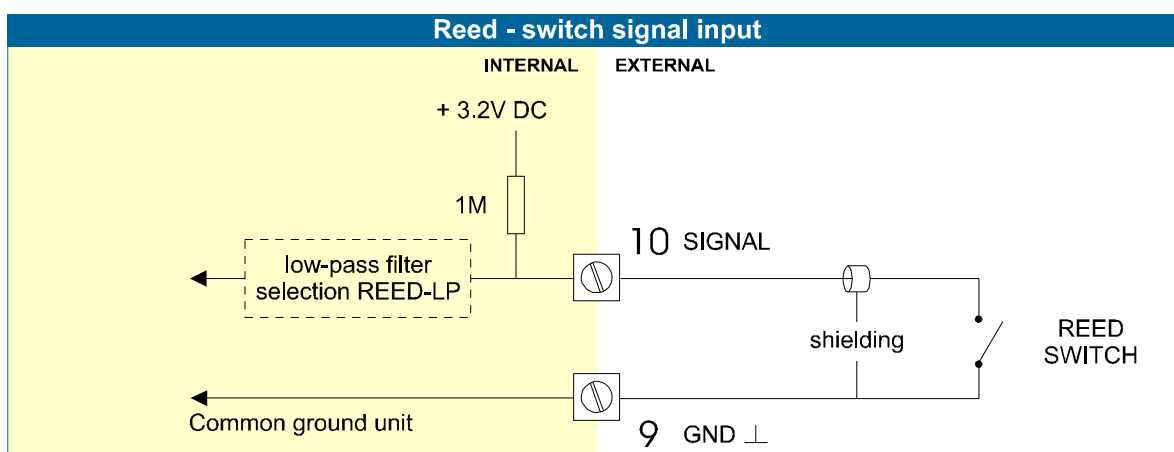 Reed - switch signal input
INTERNAL
EXTERNAL
+ 3.2V DC
1M
10 SIGNAL
low-pass filter
selection REED-LP
shielding
REED
SWITCH
Common ground unit
9 GND ⊥